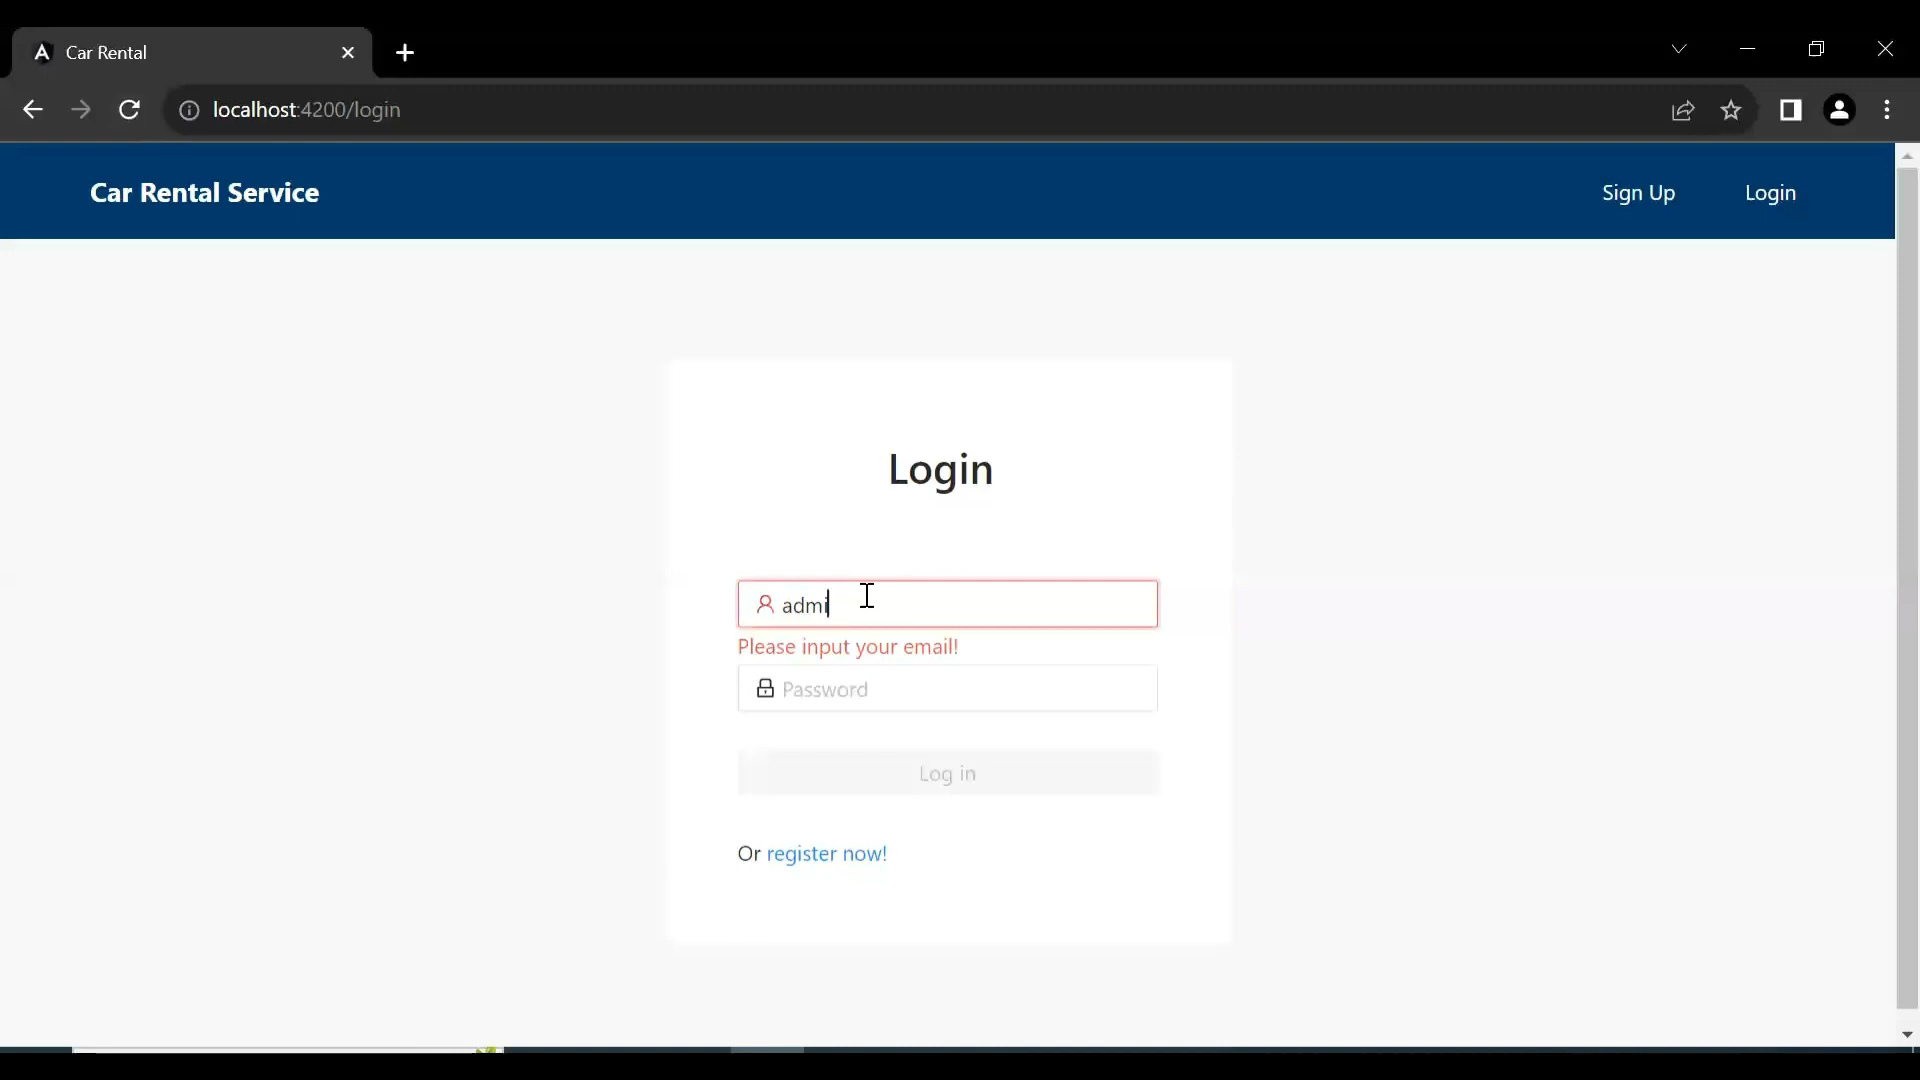 Car Rental
localhost:4200/login
Car Rental Service
Sign Up
Login
Login
admi
Please input your email!
Password
Log in
Or register now!